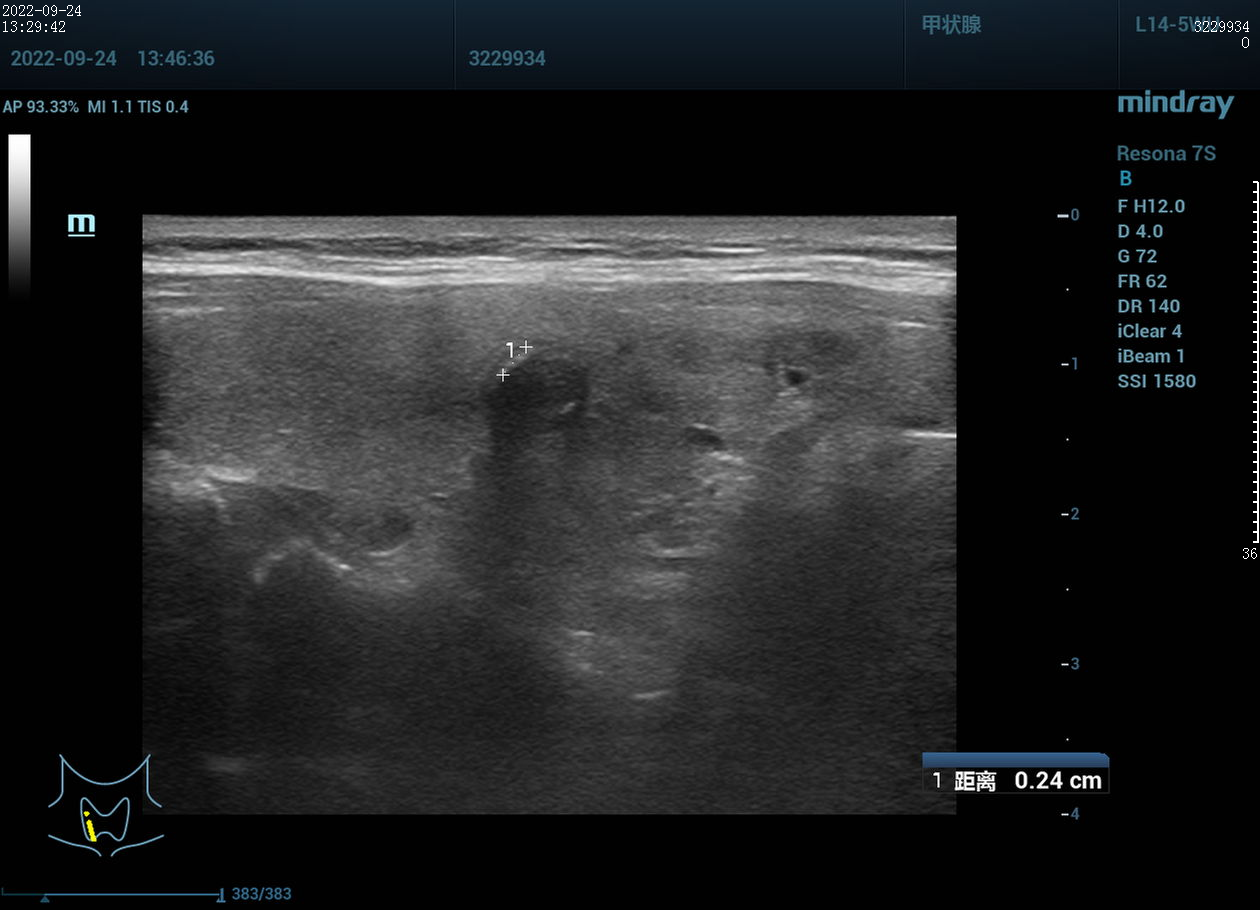 2022-09-24
13:29:42
2022-09-24 13:46:36
3229934
甲状腺
L14-5WU
3229934
0
AP 93.33% MI 1.1 TIS 0.4
mindray
Resona 7S
B
F H12.0
D 4.0
G 72
FR 62
DR 140
iClear 4
iBeam 1
SSI 1580
m
0
1
1
2
3
4
36
1 距离 0.24 cm
383/383